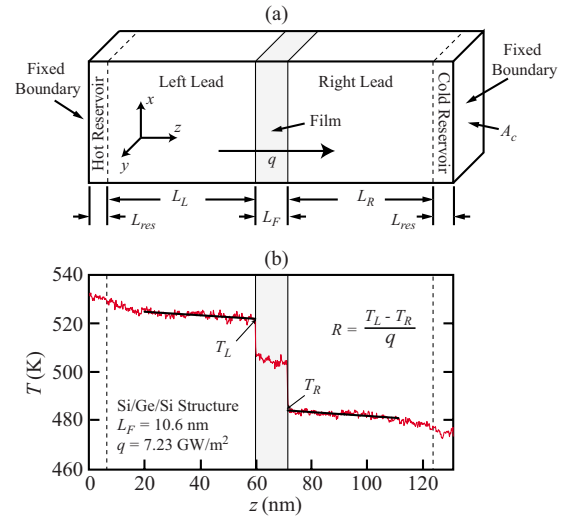 (a)
Fixed
Boundary
Hot Reservoir
Left Lead
Right Lead
Cold Reservoir
Fixed
Boundary
x
z
y
Film
q
A_c
L_L
L_F
L_R
L_res
L_res
(b)
540
520
500
480
460
T (K)
T_L
T_R
R = (T_L - T_R) / q
Si/Ge/Si Structure
L_F = 10.6 nm
q = 7.23 GW/m²
0 20 40 60 80 100 120
z (nm)